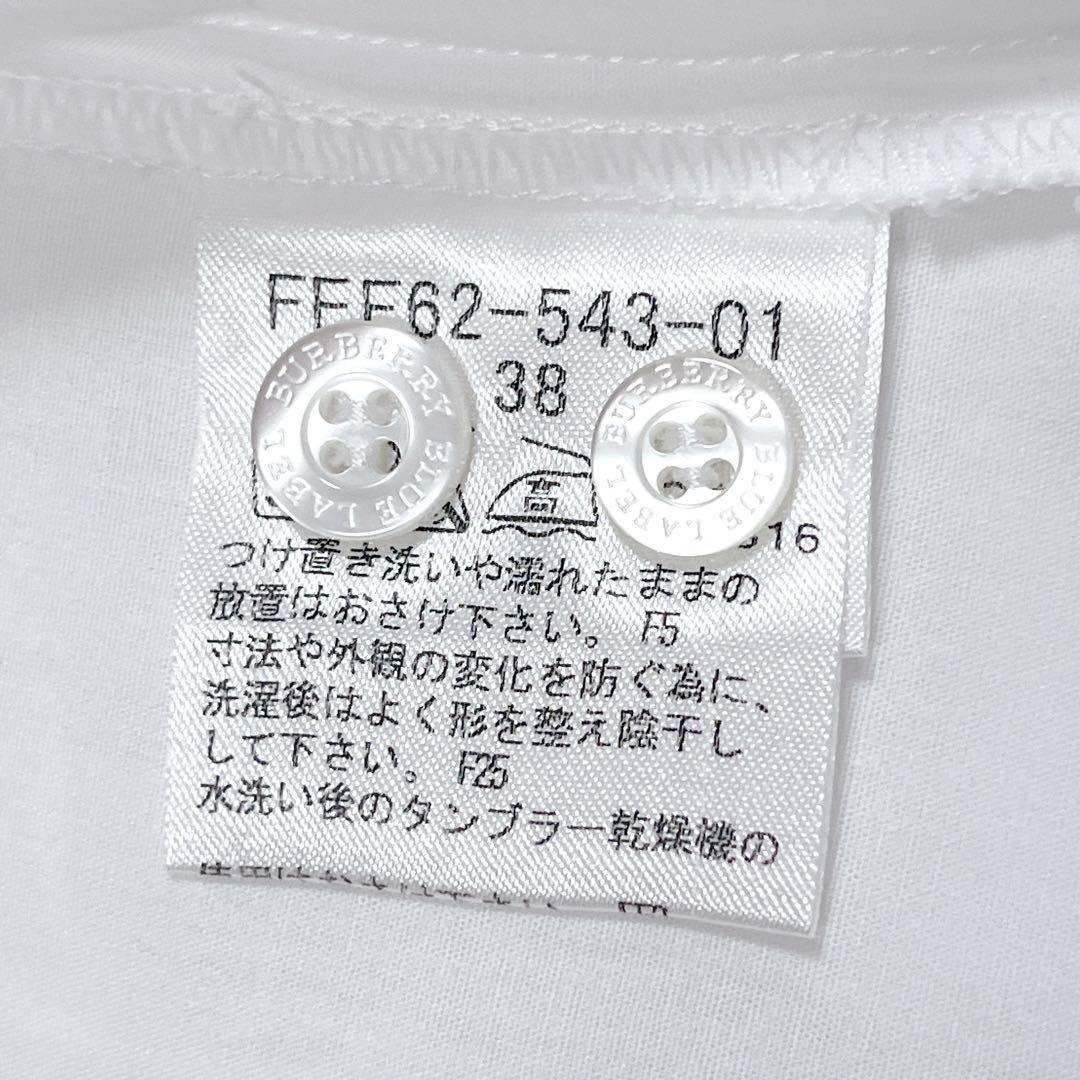 FEF62-543-01
38
BURBERRY BLUE LABEL
BURBERRY BLUE LABEL
高
つけ置き洗いや濡れたままの
放置はおさけ下さい。 F5
寸法や外観の変化を防ぐ為に、
洗濯後はよく形を整え陰干し
して下さい。 F25
水洗い後のタンブラー乾燥機の